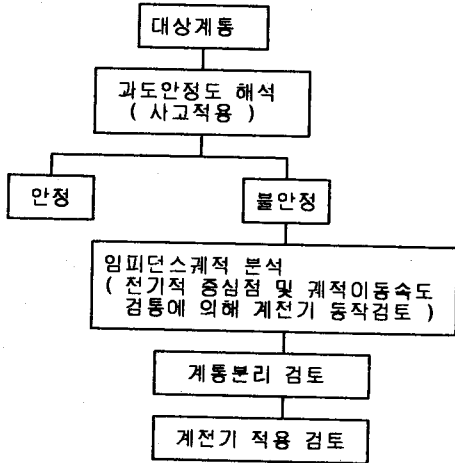 대상계통
과도안정도 해석
( 사고적용 )
안정
불안정
임피던스궤적 분석
( 전기적 중심점 및 궤적이동속도
검통에 의해 계전기 동작검토 )
계통분리 검토
계전기 적용 검토